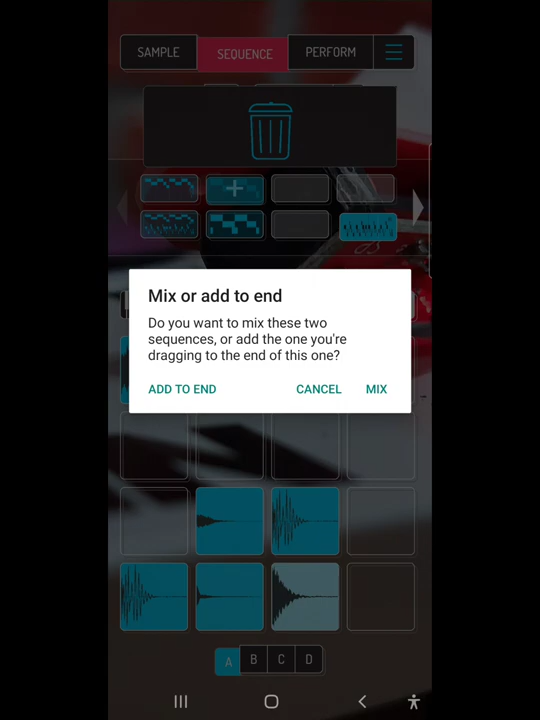 SAMPLE
SEQUENCE
PERFORM
Mix or add to end
Do you want to mix these two
sequences, or add the one you're
dragging to the end of this one?
ADD TO END
CANCEL
MIX
A
B
C
D